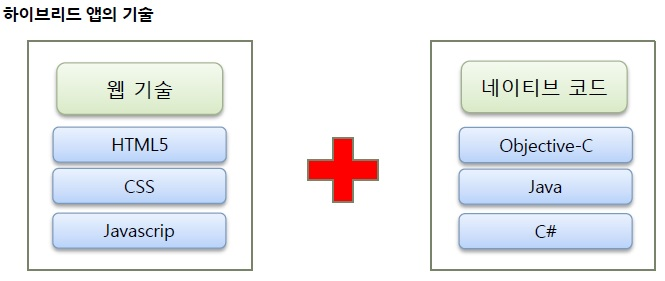 하이브리드 앱의 기술
웹 기술
HTML5
CSS
Javascrip
네이티브 코드
Objective-C
Java
C#